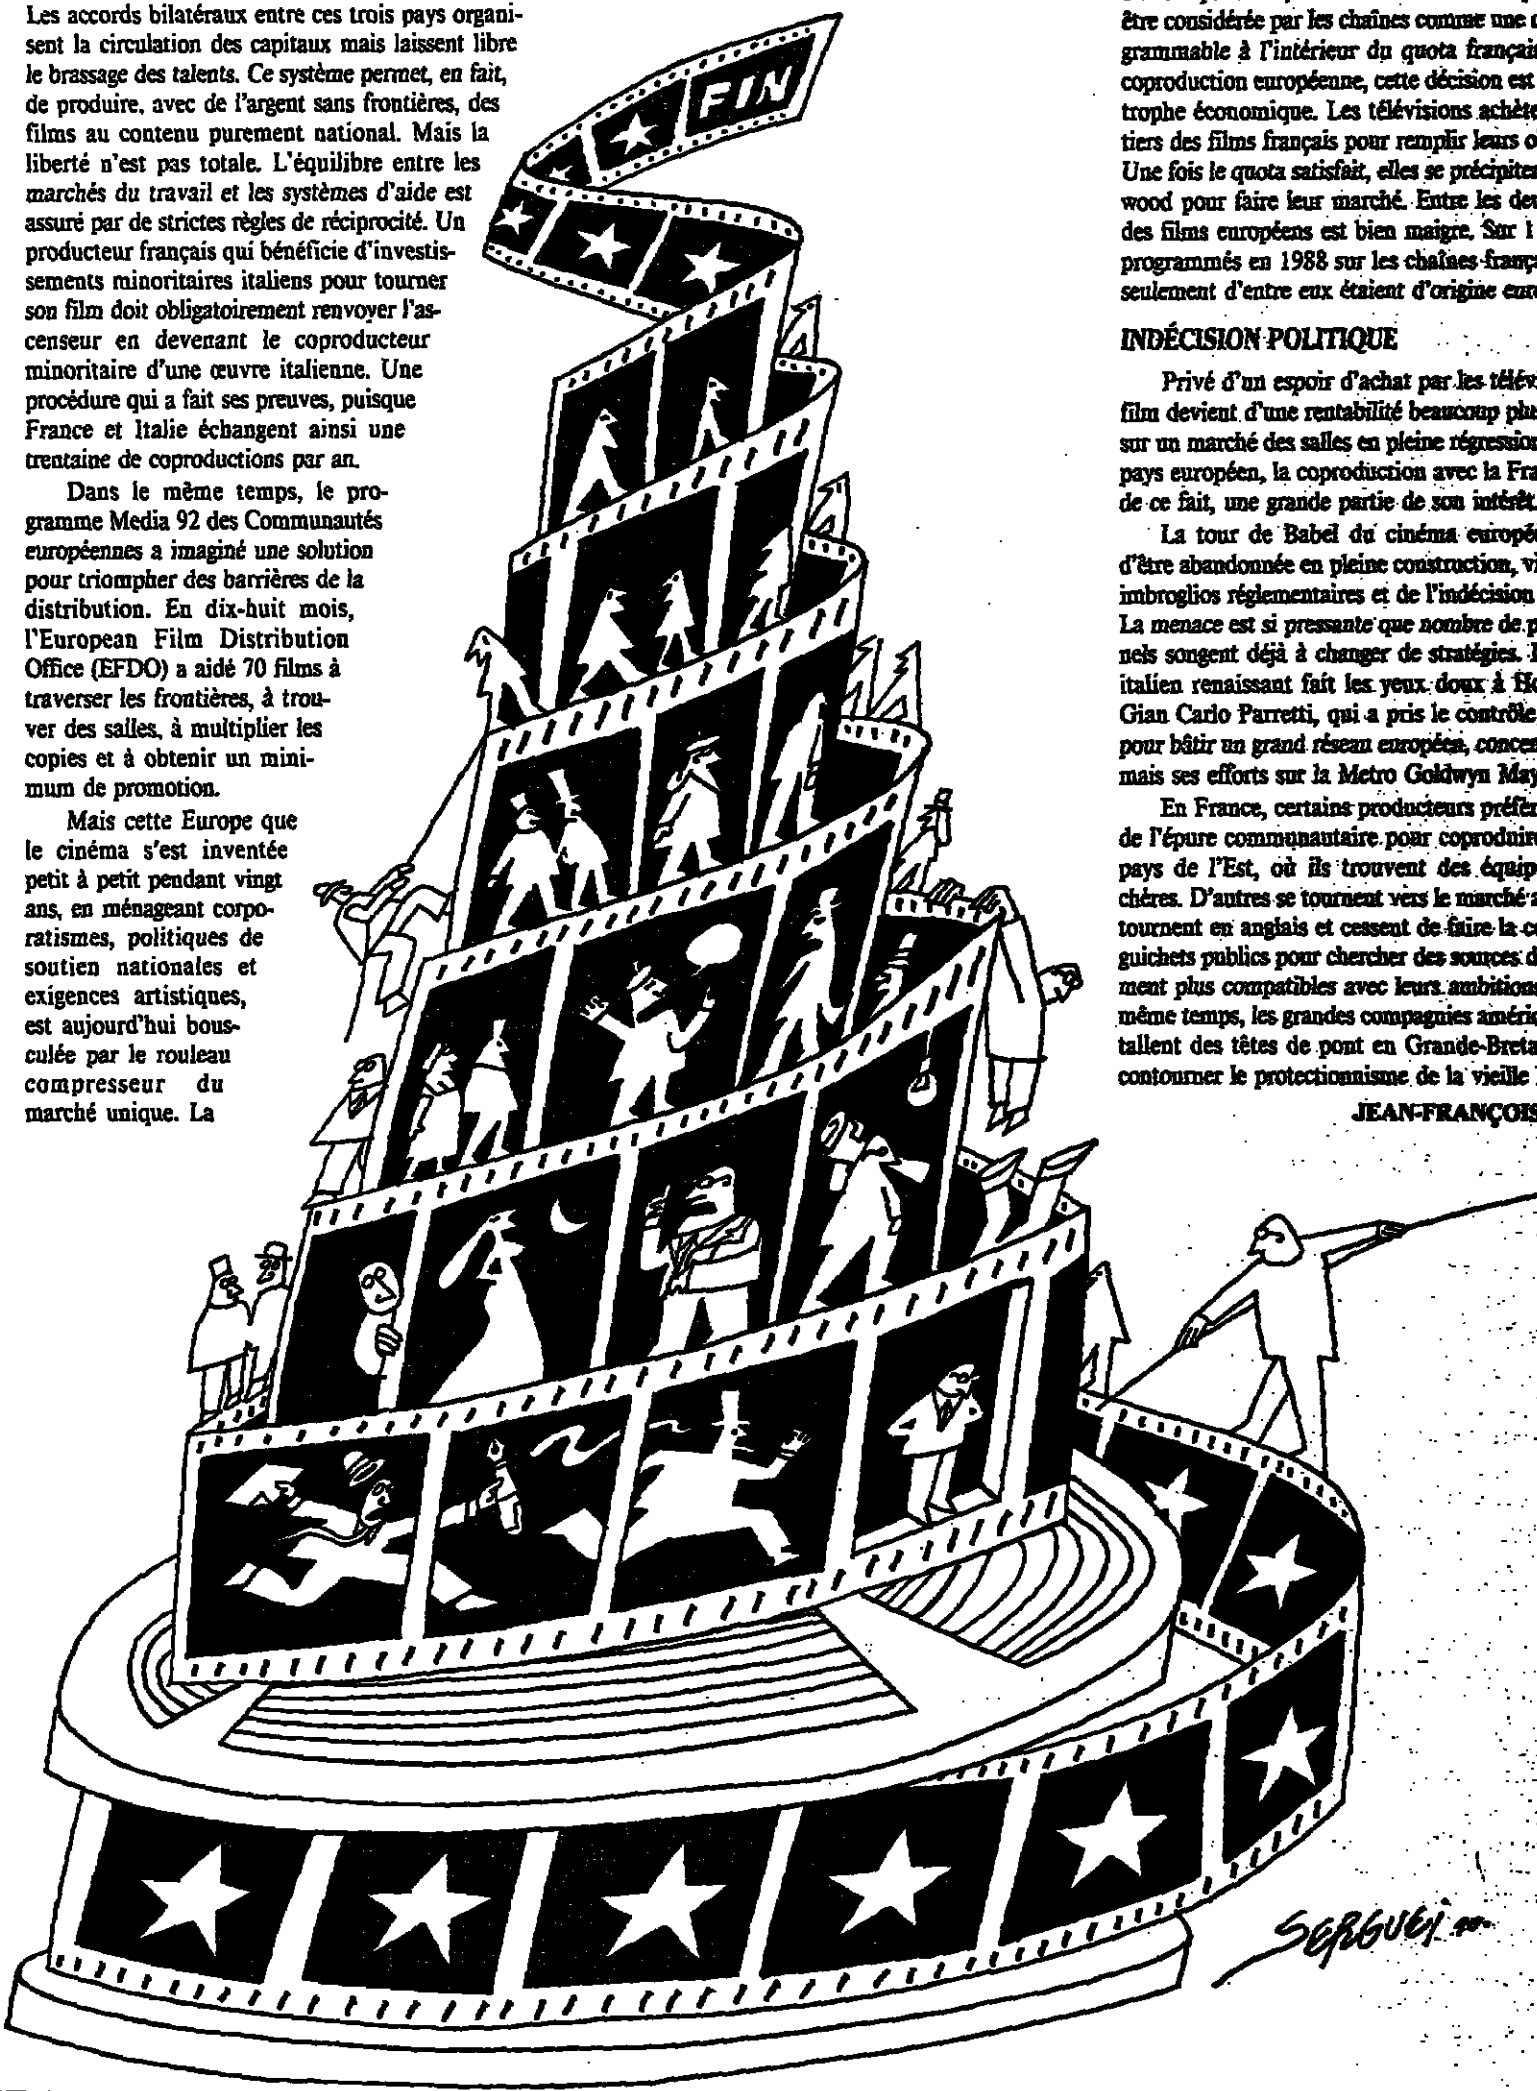 Les accords bilatéraux entre ces trois pays organi-
sent la circulation des capitaux mais laissent libre
le brassage des talents. Ce système permet, en fait,
de produire, avec de l'argent sans frontières, des
films au contenu purement national. Mais la
liberté n'est pas totale. L'équilibre entre les
marchés du travail et les systèmes d'aide est
assuré par de strictes règles de réciprocité. Un
producteur français qui bénéficie d'investis-
sements minoritaires italiens pour tourner
son film doit obligatoirement renvoyer l'as-
censeur en devenant le coproducteur
minoritaire d'une œuvre italienne. Une
procédure qui a fait ses preuves, puisque
France et Italie échangent ainsi une
trentaine de coproductions par an.
Dans le même temps, le pro-
gramme Media 92 des Communautés
européennes a imaginé une solution
pour triompher des barrières de la
distribution. En dix-huit mois,
l'European Film Distribution
Office (EFDO) a aidé 70 films à
traverser les frontières, à trou-
ver des salles, à multiplier les
copies et à obtenir un mini-
mum de promotion.
Mais cette Europe que
le cinéma s'est inventée
petit à petit pendant vingt
ans, en ménageant corpo-
ratismes, politiques de
soutien nationales et
exigences artistiques,
est aujourd'hui bous-
culée par le rouleau
compresseur du
marché unique. La
FIN
être considérée par les chaînes comme une
grammable à l'intérieur du quota français
coproduction européenne, cette décision est
trophe économique. Les télévisions achète
tiers des films français pour remplir leurs o
Une fois le quota satisfait, elles se précipiten
wood pour faire leur marché. Entre les deu
des films européens est bien maigre. Sur 1
programmés en 1988 sur les chaînes frança
seulement d'entre eux étaient d'origine euro
INDÉCISION POLITIQUE
Privé d'un espoir d'achat par les télévi
film devient d'une rentabilité beaucoup plus
sur un marché des salles en pleine régression
pays européen, la coproduction avec la Fra
de ce fait, une grande partie de son intérêt.
La tour de Babel du cinéma europée
d'être abandonnée en pleine construction, vi
imbroglios réglementaires et de l'indécision
La menace est si pressante que nombre de p
nels songent déjà à changer de stratégies. L
italien renaissant fait les yeux doux à Ho
Gian Carlo Parretti, qui a pris le contrôle
pour bâtir un grand réseau européen, concen
mais ses efforts sur la Metro Goldwyn May
En France, certains producteurs préfèr
de l'épure communautaire pour coproduire
pays de l'Est, où ils trouvent des équip
chères. D'autres se tournent vers le marché a
tournent en anglais et cessent de faire la co
guichets publics pour chercher des sources d
ment plus compatibles avec leurs ambitions
même temps, les grandes compagnies améric
tallent des têtes de pont en Grande-Breta
contourner le protectionnisme de la vieille
JEAN-FRANÇOIS
SERGUEI